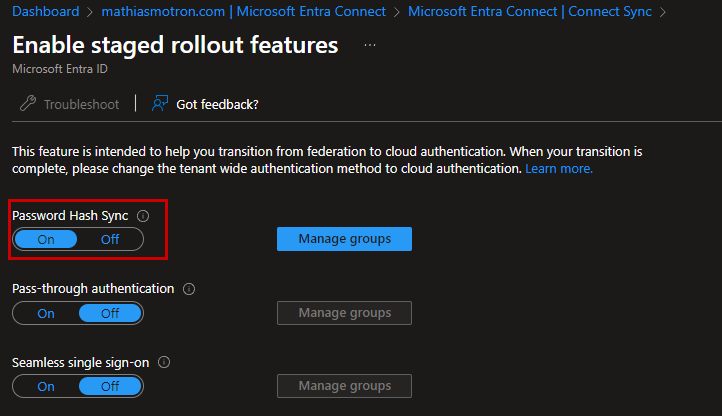 Dashboard > mathiasmotron.com | Microsoft Entra Connect > Microsoft Entra Connect | Connect Sync >
Enable staged rollout features ...
Microsoft Entra ID
Troubleshoot | Got feedback?
This feature is intended to help you transition from federation to cloud authentication. When your transition is
complete, please change the tenant wide authentication method to cloud authentication. Learn more.
Password Hash Sync
On Off Manage groups
Pass-through authentication
On Off Manage groups
Seamless single sign-on
On Off Manage groups